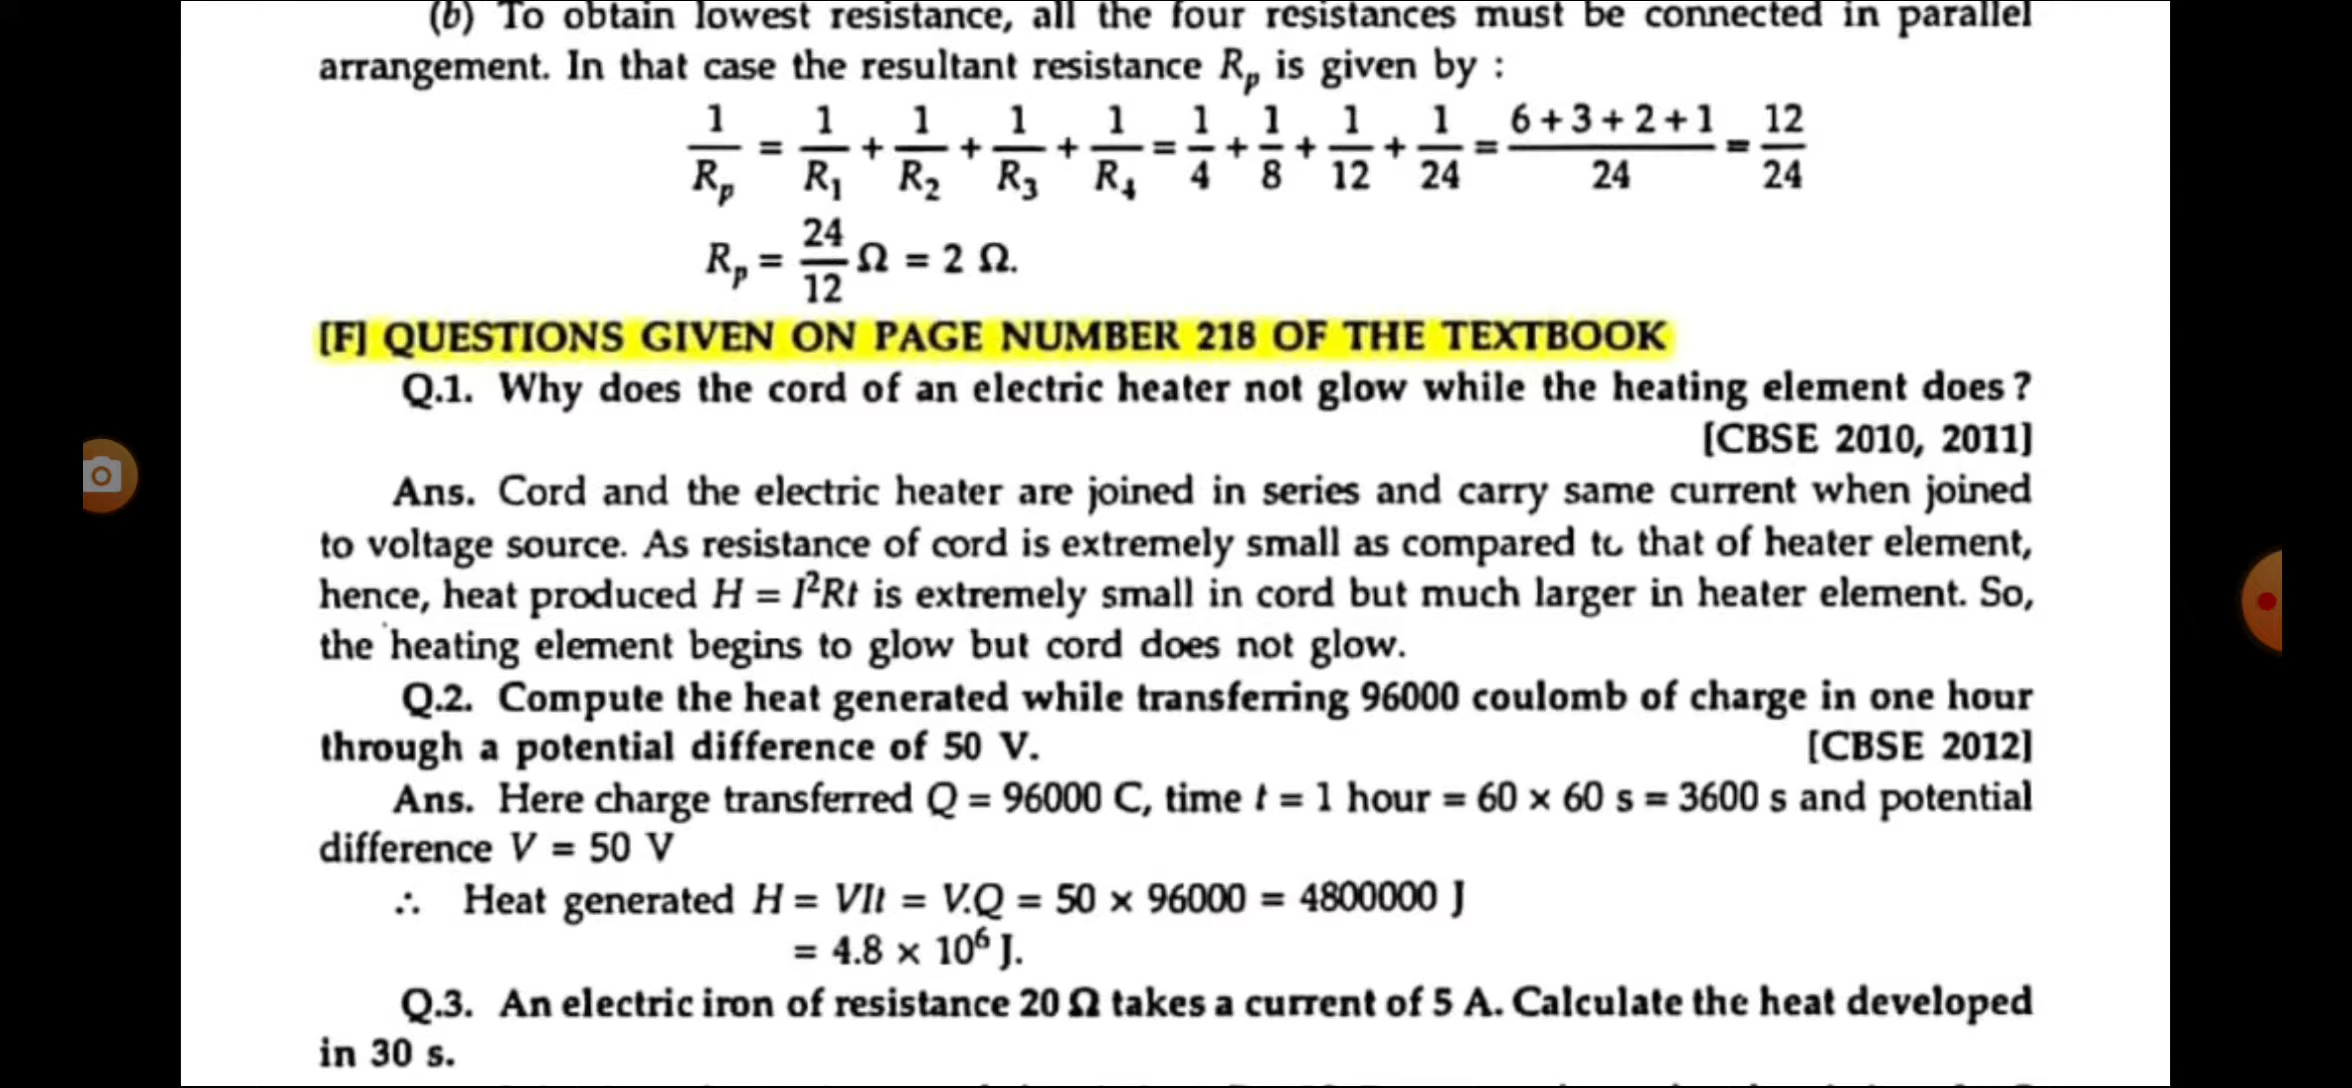 (b) To obtain lowest resistance, all the four resistances must be connected in parallel
arrangement. In that case the resultant resistance Rp is given by :
1/Rp = 1/R1 + 1/R2 + 1/R3 + 1/R4 = 1/4 + 1/8 + 1/12 + 1/24 = (6+3+2+1)/24 = 12/24
Rp = 24/12 Ω = 2 Ω.
[F] QUESTIONS GIVEN ON PAGE NUMBER 218 OF THE TEXTBOOK
Q.1. Why does the cord of an electric heater not glow while the heating element does ?
[CBSE 2010, 2011]
Ans. Cord and the electric heater are joined in series and carry same current when joined
to voltage source. As resistance of cord is extremely small as compared to that of heater element,
hence, heat produced H = I²Rt is extremely small in cord but much larger in heater element. So,
the heating element begins to glow but cord does not glow.
Q.2. Compute the heat generated while transferring 96000 coulomb of charge in one hour
through a potential difference of 50 V. [CBSE 2012]
Ans. Here charge transferred Q = 96000 C, time t = 1 hour = 60 × 60 s = 3600 s and potential
difference V = 50 V
∴ Heat generated H = VIt = V.Q = 50 × 96000 = 4800000 J
= 4.8 × 10⁶ J.
Q.3. An electric iron of resistance 20 Ω takes a current of 5 A. Calculate the heat developed
in 30 s.